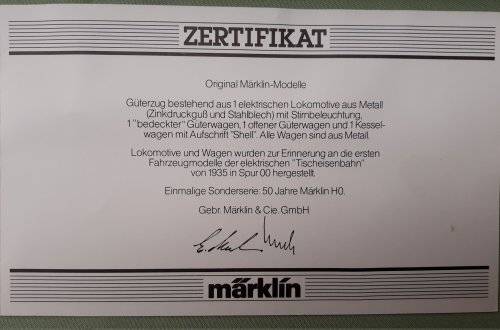 ZERTIFIKAT
Original Märklin-Modelle
Güterzug bestehend aus 1 elektrischen Lokomotive aus Metall
(Zinkdruckguß und Stahlblech) mit Stirnbeleuchtung,
1 "bedeckter" Güterwagen, 1 offener Güterwagen und 1 Kessel-
wagen mit Aufschrift "Shell". Alle Wagen sind aus Metall.
Lokomotive und Wagen wurden zur Erinnerung an die ersten
Fahrzeugmodelle der elektrischen "Tischeisenbahn"
von 1935 in Spur 00 hergestellt.
Einmalige Sonderserie: 50 Jahre Märklin H0.
Gebr. Märklin & Cie. GmbH
märklin